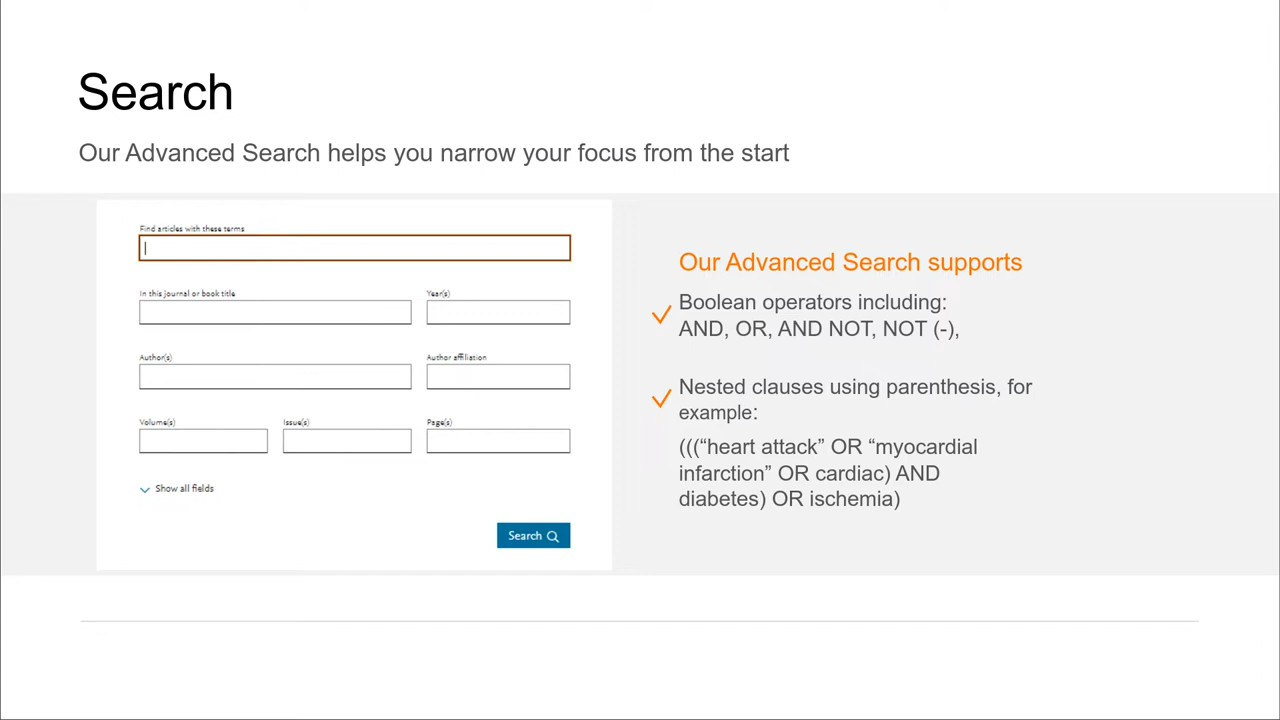 Search
Our Advanced Search helps you narrow your focus from the start
Find articles with these terms
In this journal or book title
Year(s)
Author(s)
Author affiliation
Volume(s)
Issue(s)
Page(s)
Show all fields
Search
Our Advanced Search supports
Boolean operators including:
AND, OR, AND NOT, NOT (-),
Nested clauses using parenthesis, for
example:
(((“heart attack” OR “myocardial
infarction” OR cardiac) AND
diabetes) OR ischemia)